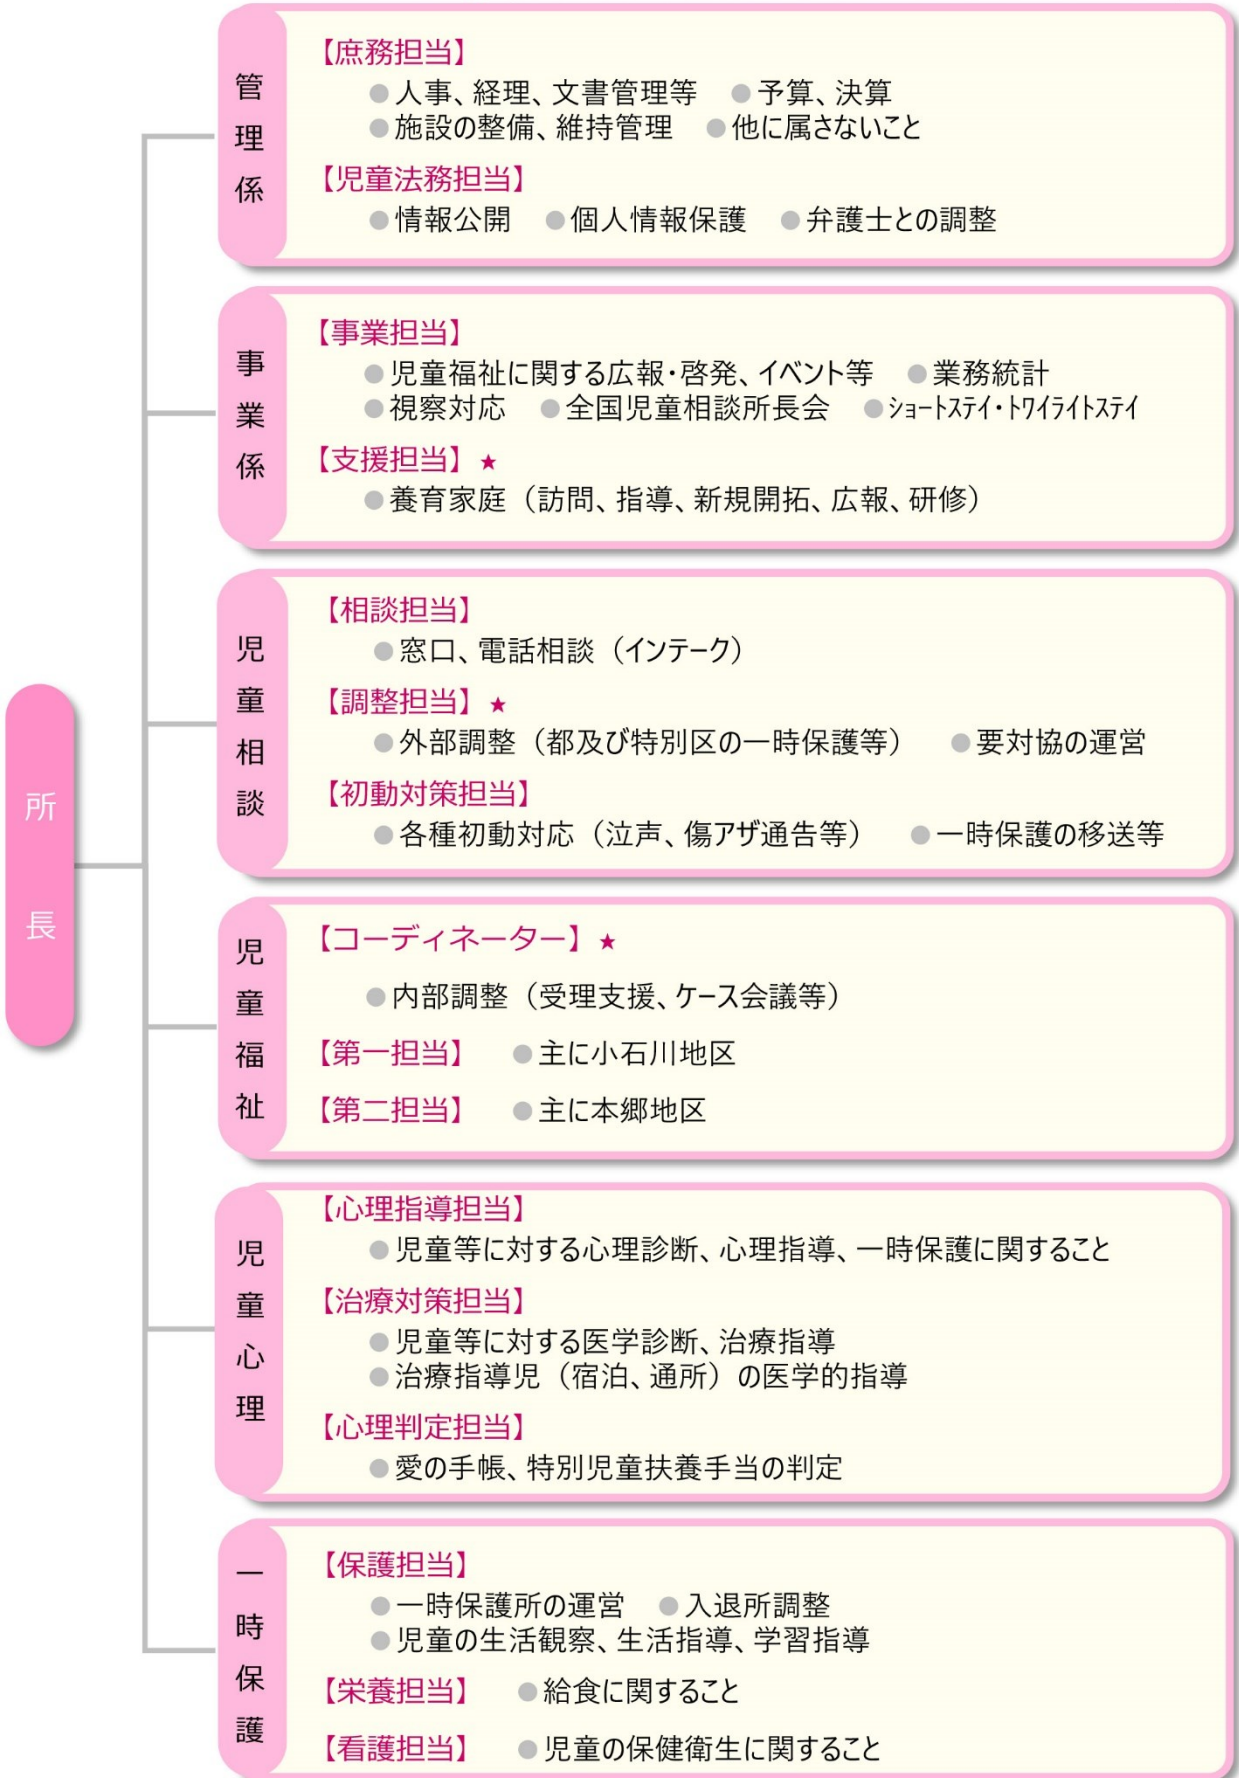 所長
管理係
【庶務担当】
●人事、経理、文書管理等 ●予算、決算
●施設の整備、維持管理 ●他に属さないこと
【児童法務担当】
●情報公開 ●個人情報保護 ●弁護士との調整
事業係
【事業担当】
●児童福祉に関する広報・啓発、イベント等 ●業務統計
●視察対応 ●全国児童相談所長会 ●ｼｮｰﾄｽﾃｲ・ﾄﾜｲﾗｲﾄｽﾃｲ
【支援担当】★
●養育家庭（訪問、指導、新規開拓、広報、研修）
児童相談
【相談担当】
●窓口、電話相談（インテーク）
【調整担当】★
●外部調整（都及び特別区の一時保護等） ●要対協の運営
【初動対策担当】
●各種初動対応（泣声、傷アザ通告等） ●一時保護の移送等
児童福祉
【コーディネーター】★
●内部調整（受理支援、ケース会議等）
【第一担当】 ●主に小石川地区
【第二担当】 ●主に本郷地区
児童心理
【心理指導担当】
●児童等に対する心理診断、心理指導、一時保護に関すること
【治療対策担当】
●児童等に対する医学診断、治療指導
●治療指導児（宿泊、通所）の医学的指導
【心理判定担当】
●愛の手帳、特別児童扶養手当の判定
一時保護
【保護担当】
●一時保護所の運営 ●入退所調整
●児童の生活観察、生活指導、学習指導
【栄養担当】 ●給食に関すること
【看護担当】 ●児童の保健衛生に関すること